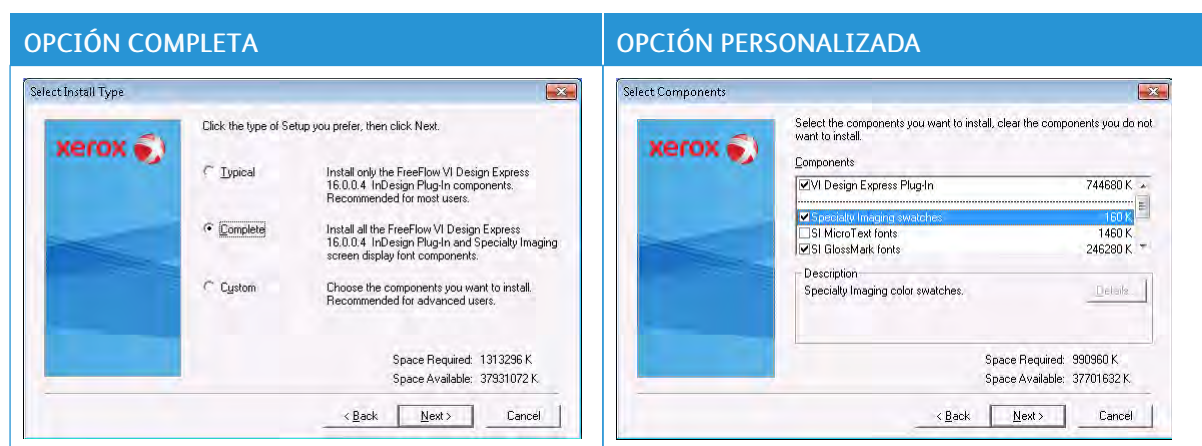 OPCIÓN COMPLETA
OPCIÓN PERSONALIZADA
Select Install Type
xerox
Click the type of Setup you prefer, then click Next.
Typical
Install only the FreeFlow VI Design Express
16.0.0.4 InDesign Plug-In components.
Recommended for most users.
Complete
Install all the FreeFlow VI Design Express
16.0.0.4 InDesign Plug-In and Specialty Imaging
screen display font components.
Custom
Choose the components you want to install.
Recommended for advanced users.
Space Required: 1313296 K
Space Available: 37931072 K
< Back
Next >
Cancel
Select Components
xerox
Select the components you want to install, clear the components you do not
want to install.
Components
VI Design Express Plug-In 744680 K
Specialty Imaging swatches 160 K
SI MicroText fonts 1460 K
SI GlossMark fonts 246280 K
Description
Specialty Imaging color swatches.
Details...
Space Required: 990960 K
Space Available: 37701632 K
< Back
Next >
Cancel